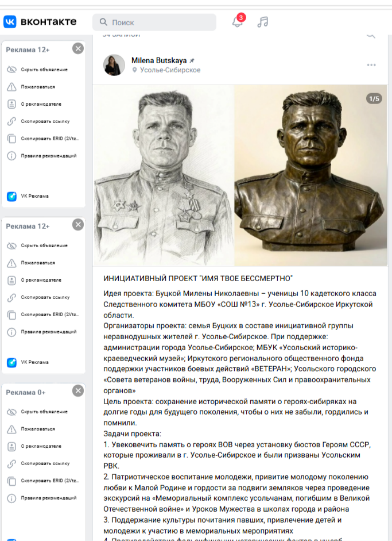 вконтакте
Поиск
3
Реклама 12+
Скрыть объявление
Пожаловаться
О рекламодателе
Скопировать ссылку
Скопировать ERID (2Vto...
Правила рекомендаций
VK Реклама
Реклама 12+
Скрыть объявление
Пожаловаться
О рекламодателе
Скопировать ссылку
Скопировать ERID (2Vto...
Правила рекомендаций
VK Реклама
Реклама 0+
Скрыть объявление
Пожаловаться
О рекламодателе
Скопировать ссылку
Скопировать ERID (2Vto...
Правила рекомендаций
Milena Butskaya
Усолье-Сибирское
1/5
ИНИЦИАТИВНЫЙ ПРОЕКТ "ИМЯ ТВОЕ БЕССМЕРТНО"
Идея проекта: Буцкой Милены Николаевны – ученицы 10 кадетского класса
Следственного комитета МБОУ «СОШ №13» г. Усолье-Сибирское Иркутской
области.
Организаторы проекта: семья Буцких в составе инициативной группы
неравнодушных жителей г. Усолье-Сибирское. При поддержке:
администрации города Усолье-Сибирское; МБУК «Усольский историко-
краеведческий музей»; Иркутского регионального общественного фонда
поддержки участников боевых действий «ВЕТЕРАН»; Усольского городского
«Совета ветеранов войны, труда, Вооруженных Сил и правоохранительных
органов»
Цель проекта: сохранение исторической памяти о героях-сибиряках на
долгие годы для будущего поколения, чтобы о них не забыли, гордились и
помнили.
Задачи проекта:
1. Увековечить память о героях ВОВ через установку бюстов Героям СССР,
которые проживали в г. Усолье-Сибирское и были призваны Усольским
РВК.
2. Патриотическое воспитание молодежи, привитие молодому поколению
любви к Малой Родине и гордости за подвиги земляков через проведение
экскурсий на «Мемориальный комплекс усольчанам, погибшим в Великой
Отечественной войне» и Уроков Мужества в школах города и района
3. Поддержание культуры почитания павших, привлечение детей и
молодежи к участию в мемориальных мероприятиях